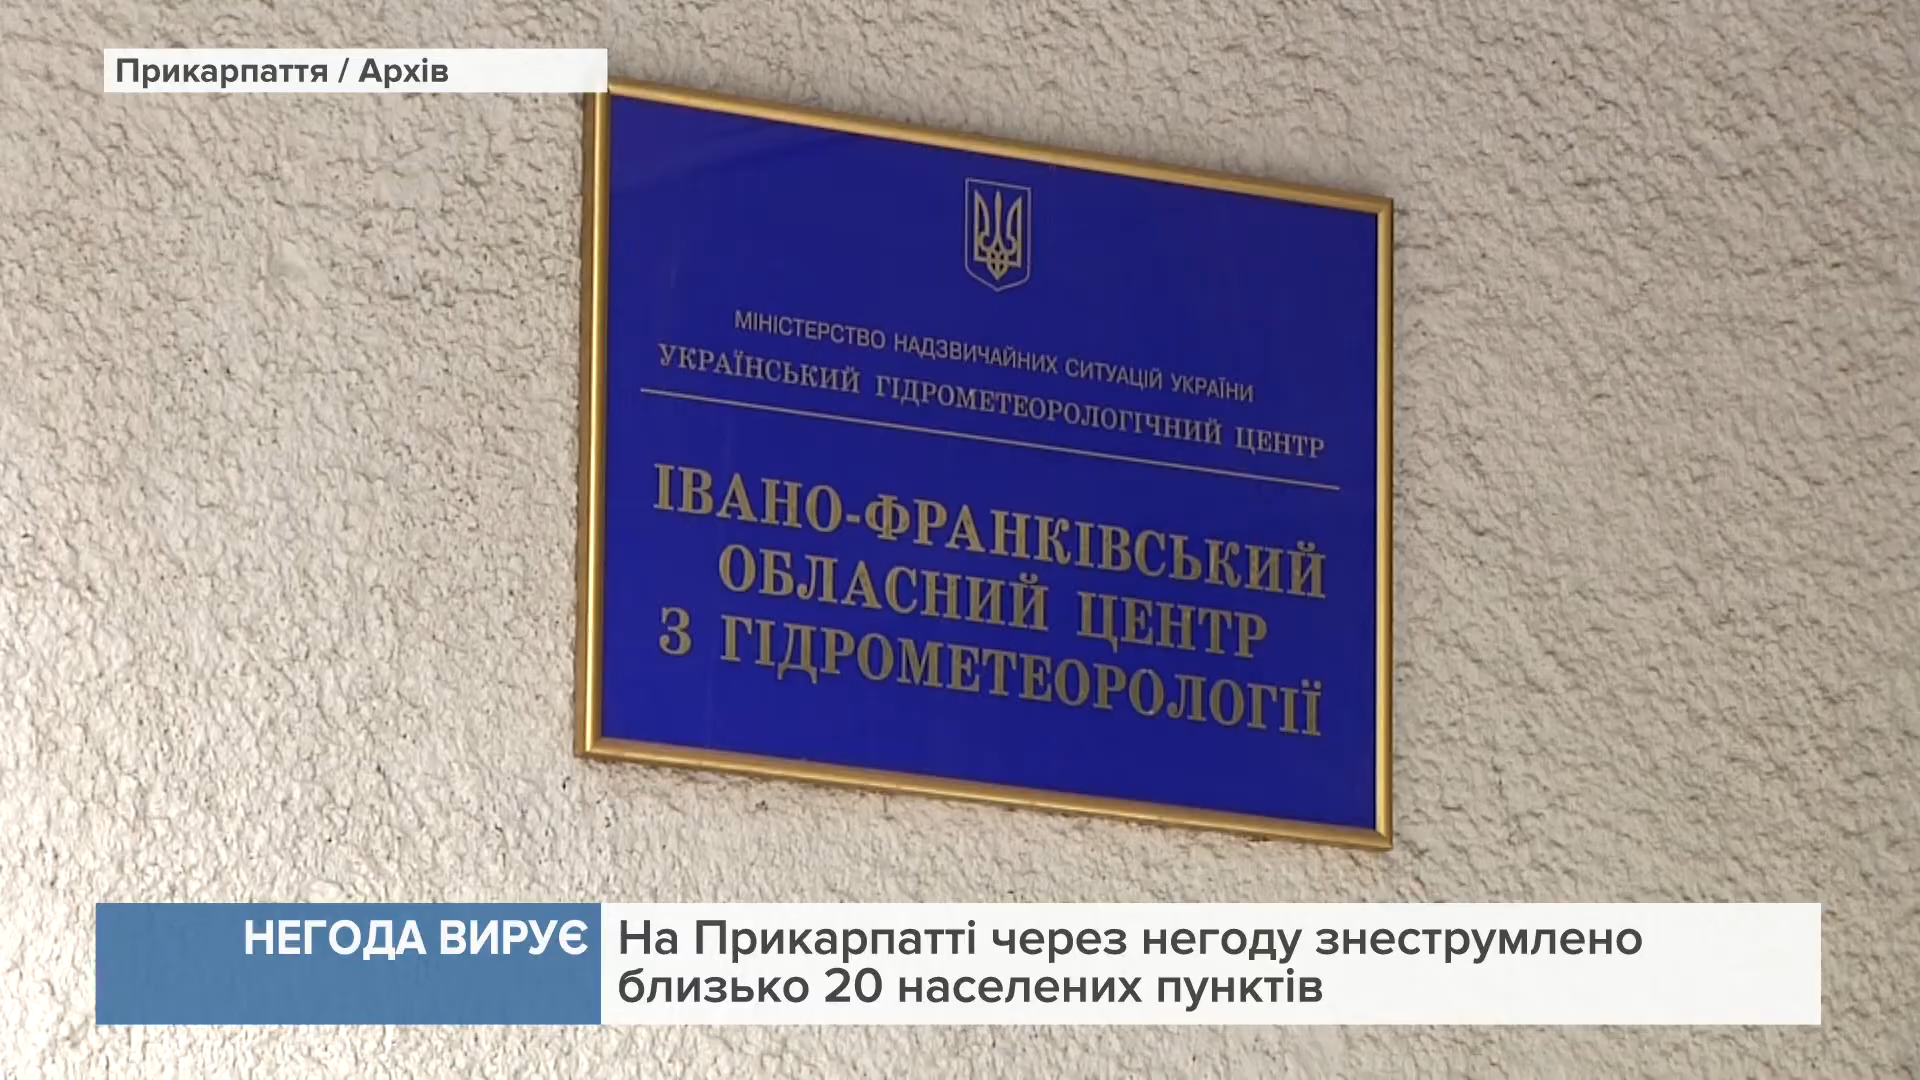 Прикарпаття / Архів
МІНІСТЕРСТВО НАДЗВИЧАЙНИХ СИТУАЦІЙ УКРАЇНИ
УКРАЇНСЬКИЙ ГІДРОМЕТЕОРОЛОГІЧНИЙ ЦЕНТР
ІВАНО-ФРАНКІВСЬКИЙ
ОБЛАСНИЙ ЦЕНТР
З ГІДРОМЕТЕОРОЛОГІЇ
НЕГОДА ВИРУЄ
На Прикарпатті через негоду знеструмлено
близько 20 населених пунктів